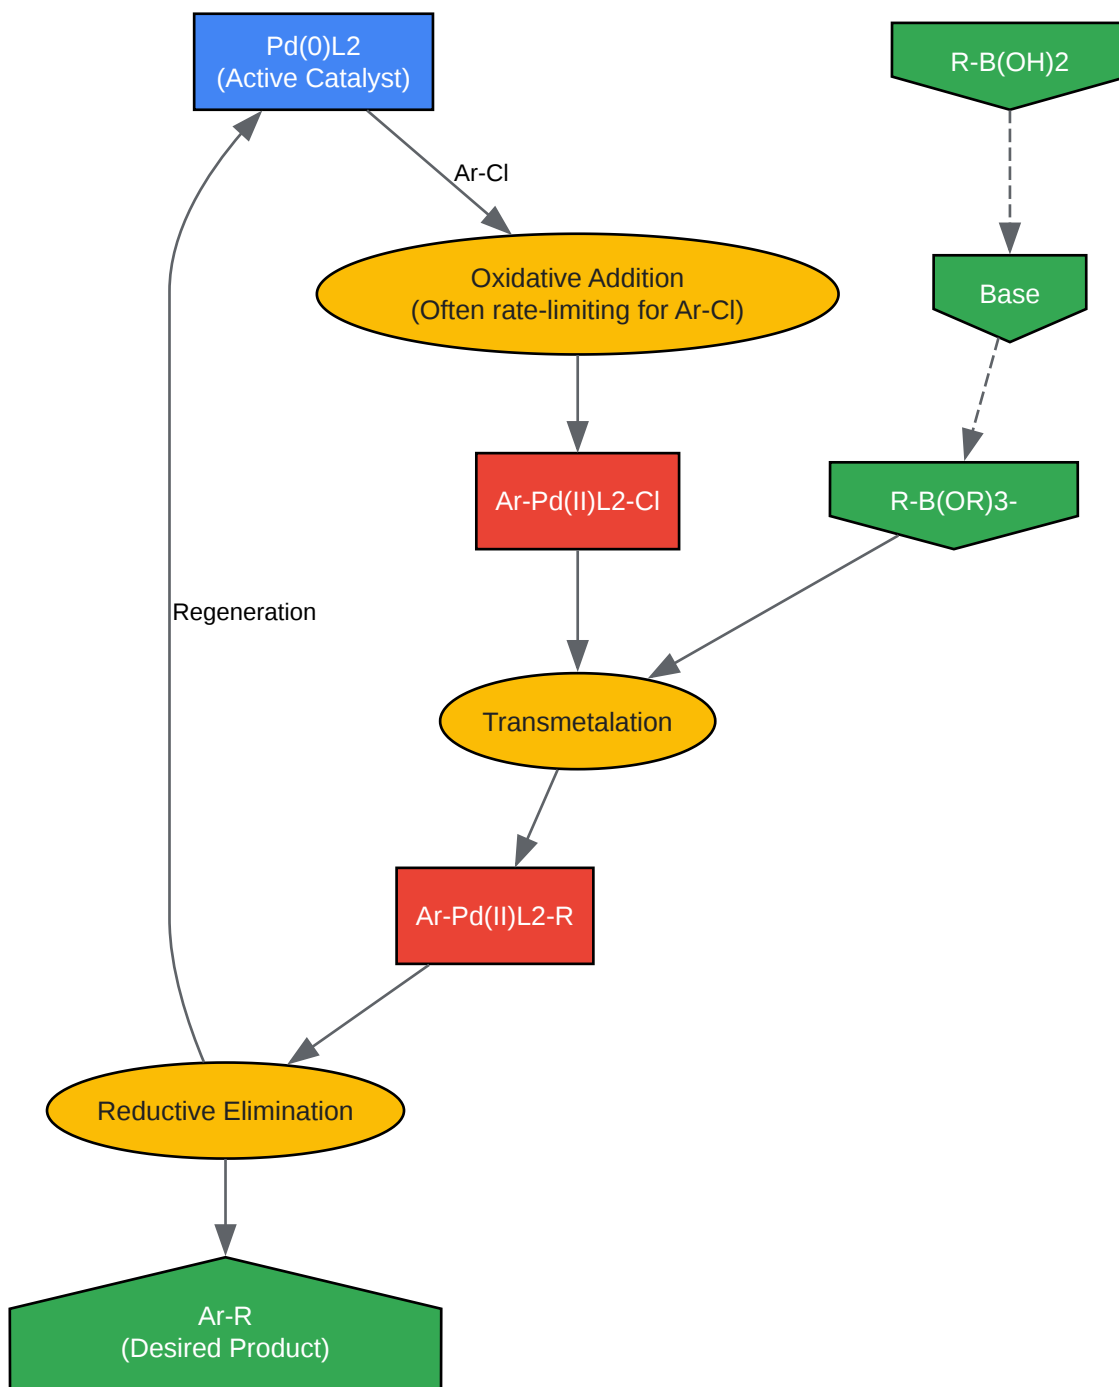 Pd(0)L2
(Active Catalyst)
R-B(OH)2
Ar-Cl
Oxidative Addition
(Often rate-limiting for Ar-Cl)
Base
Ar-Pd(II)L2-Cl
R-B(OR)3-
Regeneration
Transmetalation
Ar-Pd(II)L2-R
Reductive Elimination
Ar-R
(Desired Product)